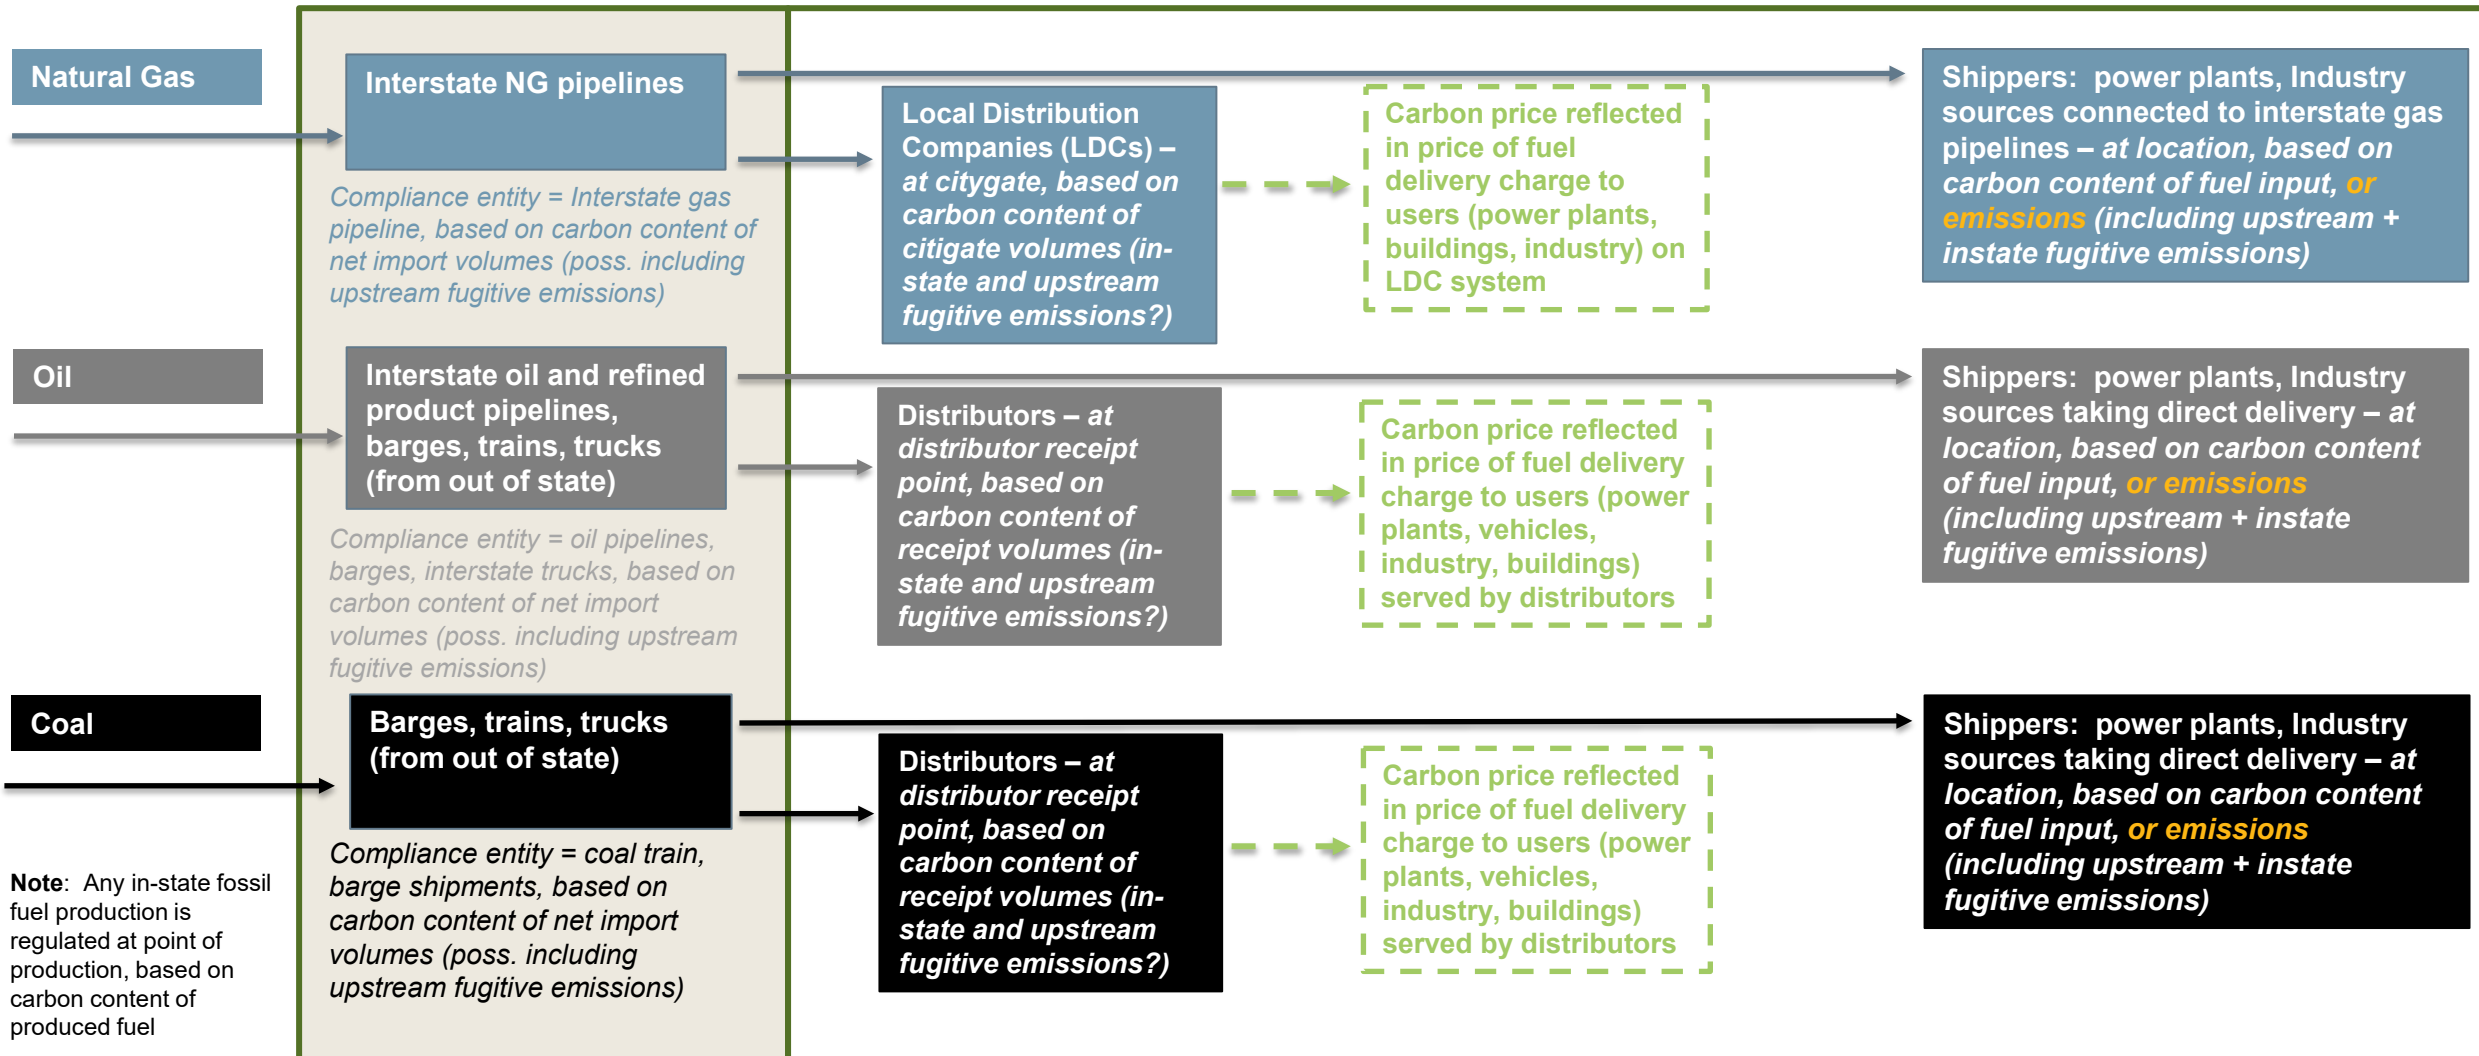 Natural Gas
Interstate NG pipelines
Compliance entity = Interstate gas
pipeline, based on carbon content of
net import volumes (poss. including
upstream fugitive emissions)
Local Distribution
Companies (LDCs) –
at citygate, based on
carbon content of
citigate volumes (in-
state and upstream
fugitive emissions?)
Carbon price reflected
in price of fuel
delivery charge to
users (power plants,
buildings, industry) on
LDC system
Shippers: power plants, Industry
sources connected to interstate gas
pipelines – at location, based on
carbon content of fuel input, or
emissions (including upstream +
instate fugitive emissions)
Oil
Interstate oil and refined
product pipelines,
barges, trains, trucks
(from out of state)
Compliance entity = oil pipelines,
barges, interstate trucks, based on
carbon content of net import
volumes (poss. including upstream
fugitive emissions)
Distributors – at
distributor receipt
point, based on
carbon content of
receipt volumes (in-
state and upstream
fugitive emissions?)
Carbon price reflected
in price of fuel delivery
charge to users (power
plants, vehicles,
industry, buildings)
served by distributors
Shippers: power plants, Industry
sources taking direct delivery – at
location, based on carbon content
of fuel input, or emissions
(including upstream + instate
fugitive emissions)
Coal
Barges, trains, trucks
(from out of state)
Compliance entity = coal train,
barge shipments, based on
carbon content of net import
volumes (poss. including
upstream fugitive emissions)
Distributors – at
distributor receipt
point, based on
carbon content of
receipt volumes (in-
state and upstream
fugitive emissions?)
Carbon price reflected
in price of fuel delivery
charge to users (power
plants, vehicles,
industry, buildings)
served by distributors
Shippers: power plants, Industry
sources taking direct delivery – at
location, based on carbon content
of fuel input, or emissions
(including upstream + instate
fugitive emissions)
Note: Any in-state fossil
fuel production is
regulated at point of
production, based on
carbon content of
produced fuel